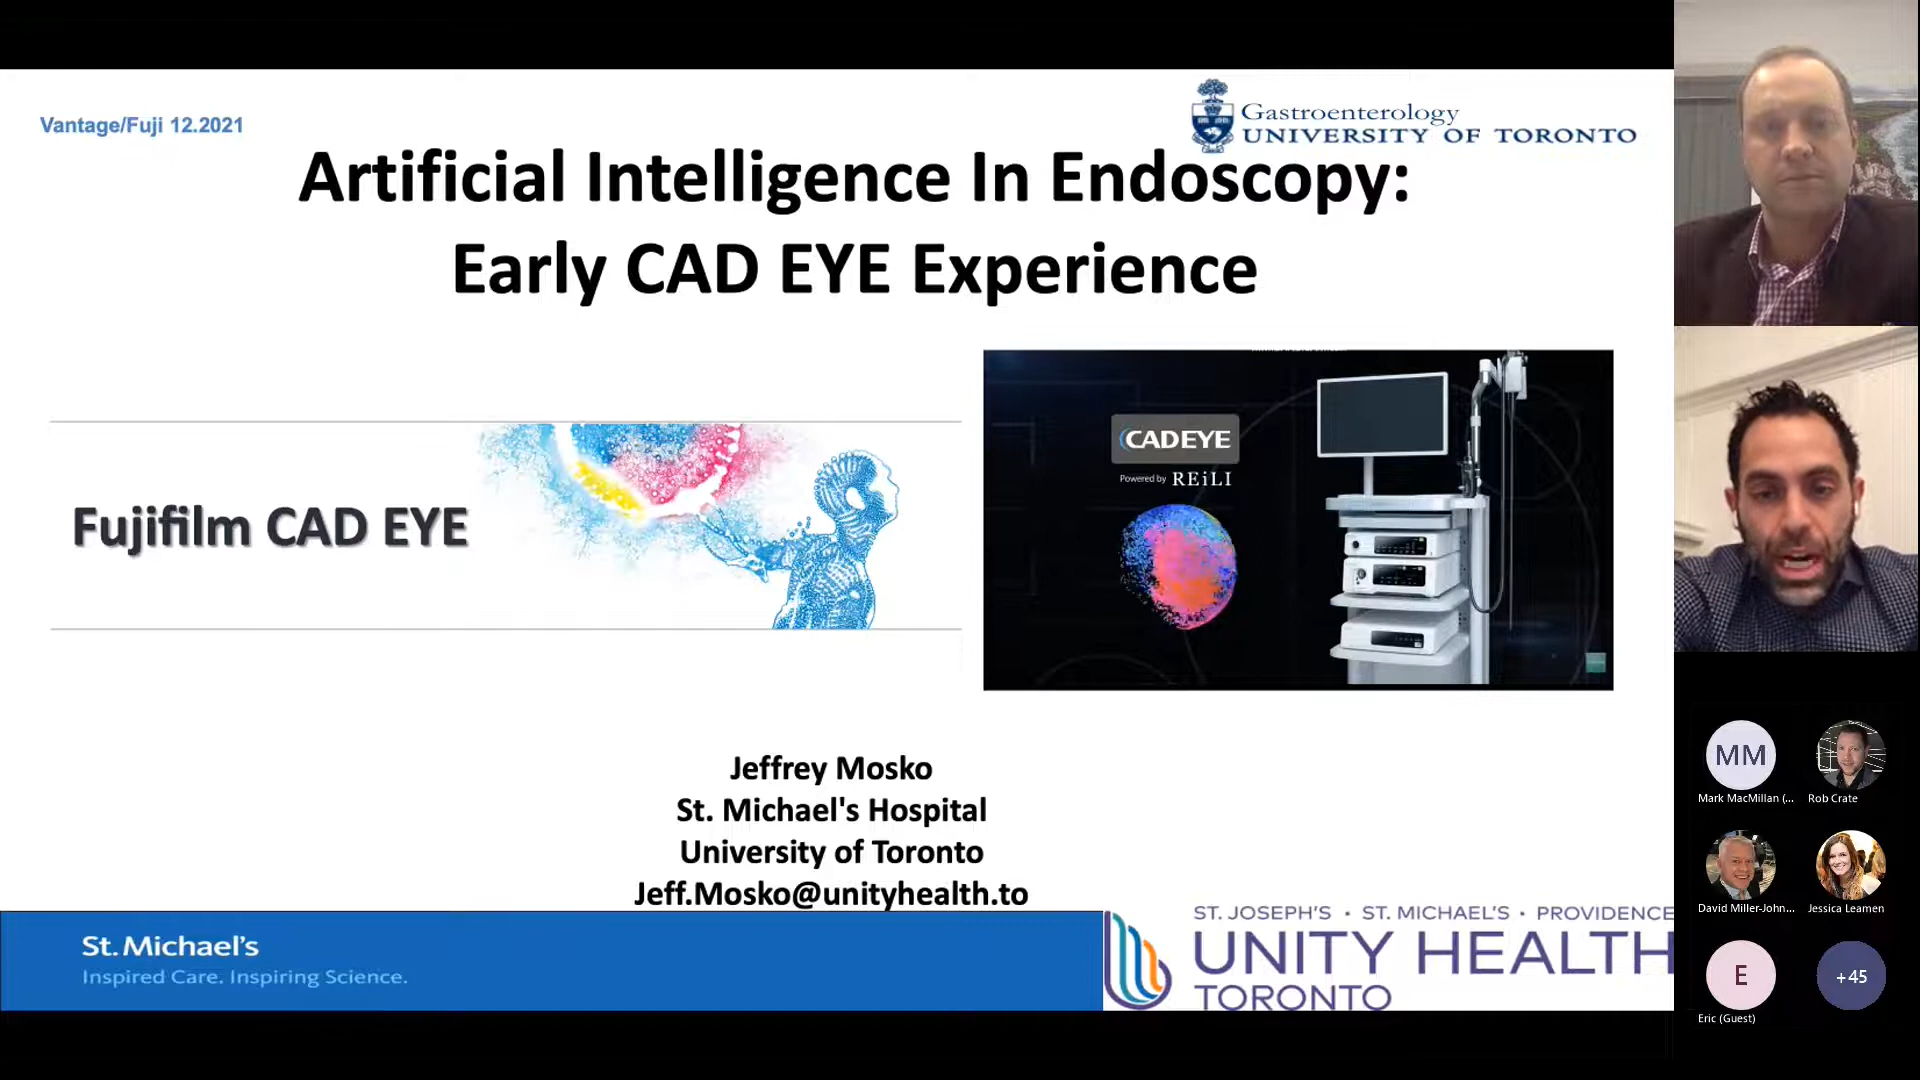 Vantage/Fuji 12.2021
Gastroenterology
UNIVERSITY OF TORONTO
Artificial Intelligence In Endoscopy:
Early CAD EYE Experience
Fujifilm CAD EYE
CAD EYE
Powered by REiLI
Jeffrey Mosko
St. Michael's Hospital
University of Toronto
Jeff.Mosko@unityhealth.to
St. Michael's
Inspired Care. Inspiring Science.
ST. JOSEPH'S • ST. MICHAEL'S • PROVIDENCE
UNITY HEALTH
TORONTO
MM
Mark MacMillan (...
Rob Crate
David Miller-John...
Jessica Leamen
E
+45
Eric (Guest)